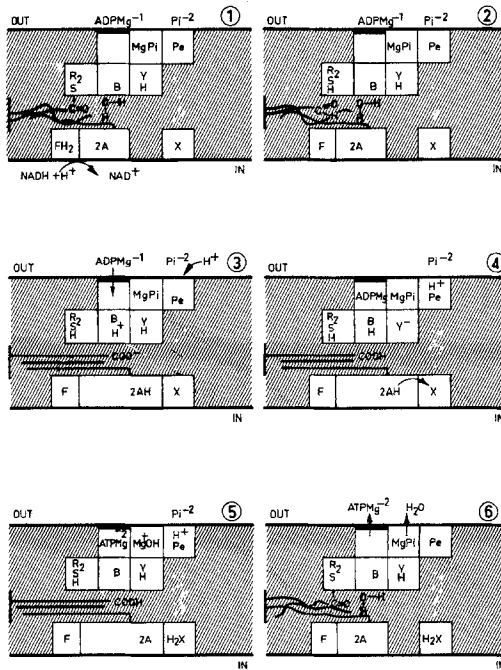 OUT ADPMg⁻¹ Pi⁻² ①
MgPi Pe
R₂ S H B Y H
C=O O-H
FH₂ 2A X
NADH + H⁺ NAD⁺ IN
OUT ADPMg⁻¹ Pi⁻² ②
MgPi Pe
R₂ S H B Y H
C=O O-H
F 2A X
IN
OUT ADPMg⁻¹ Pi⁻² H⁺ ③
MgPi Pe
R₂ S H B H⁺ Y H
COO⁻
F 2AH X
IN
OUT Pi⁻² ④
ADPMg MgPi H⁺ Pe
R₂ S H B H Y⁻
COOH
F 2AH X
IN
OUT Pi⁻² ⑤
ATPMg⁻² MgOH⁺ H⁺ Pe
R₂ S H B Y H
COOH
F 2A H₂X
IN
OUT ATPMg⁻² H₂O ⑥
MgPi Pe
R₂ S H B Y H
O-H
F 2A H₂X
IN